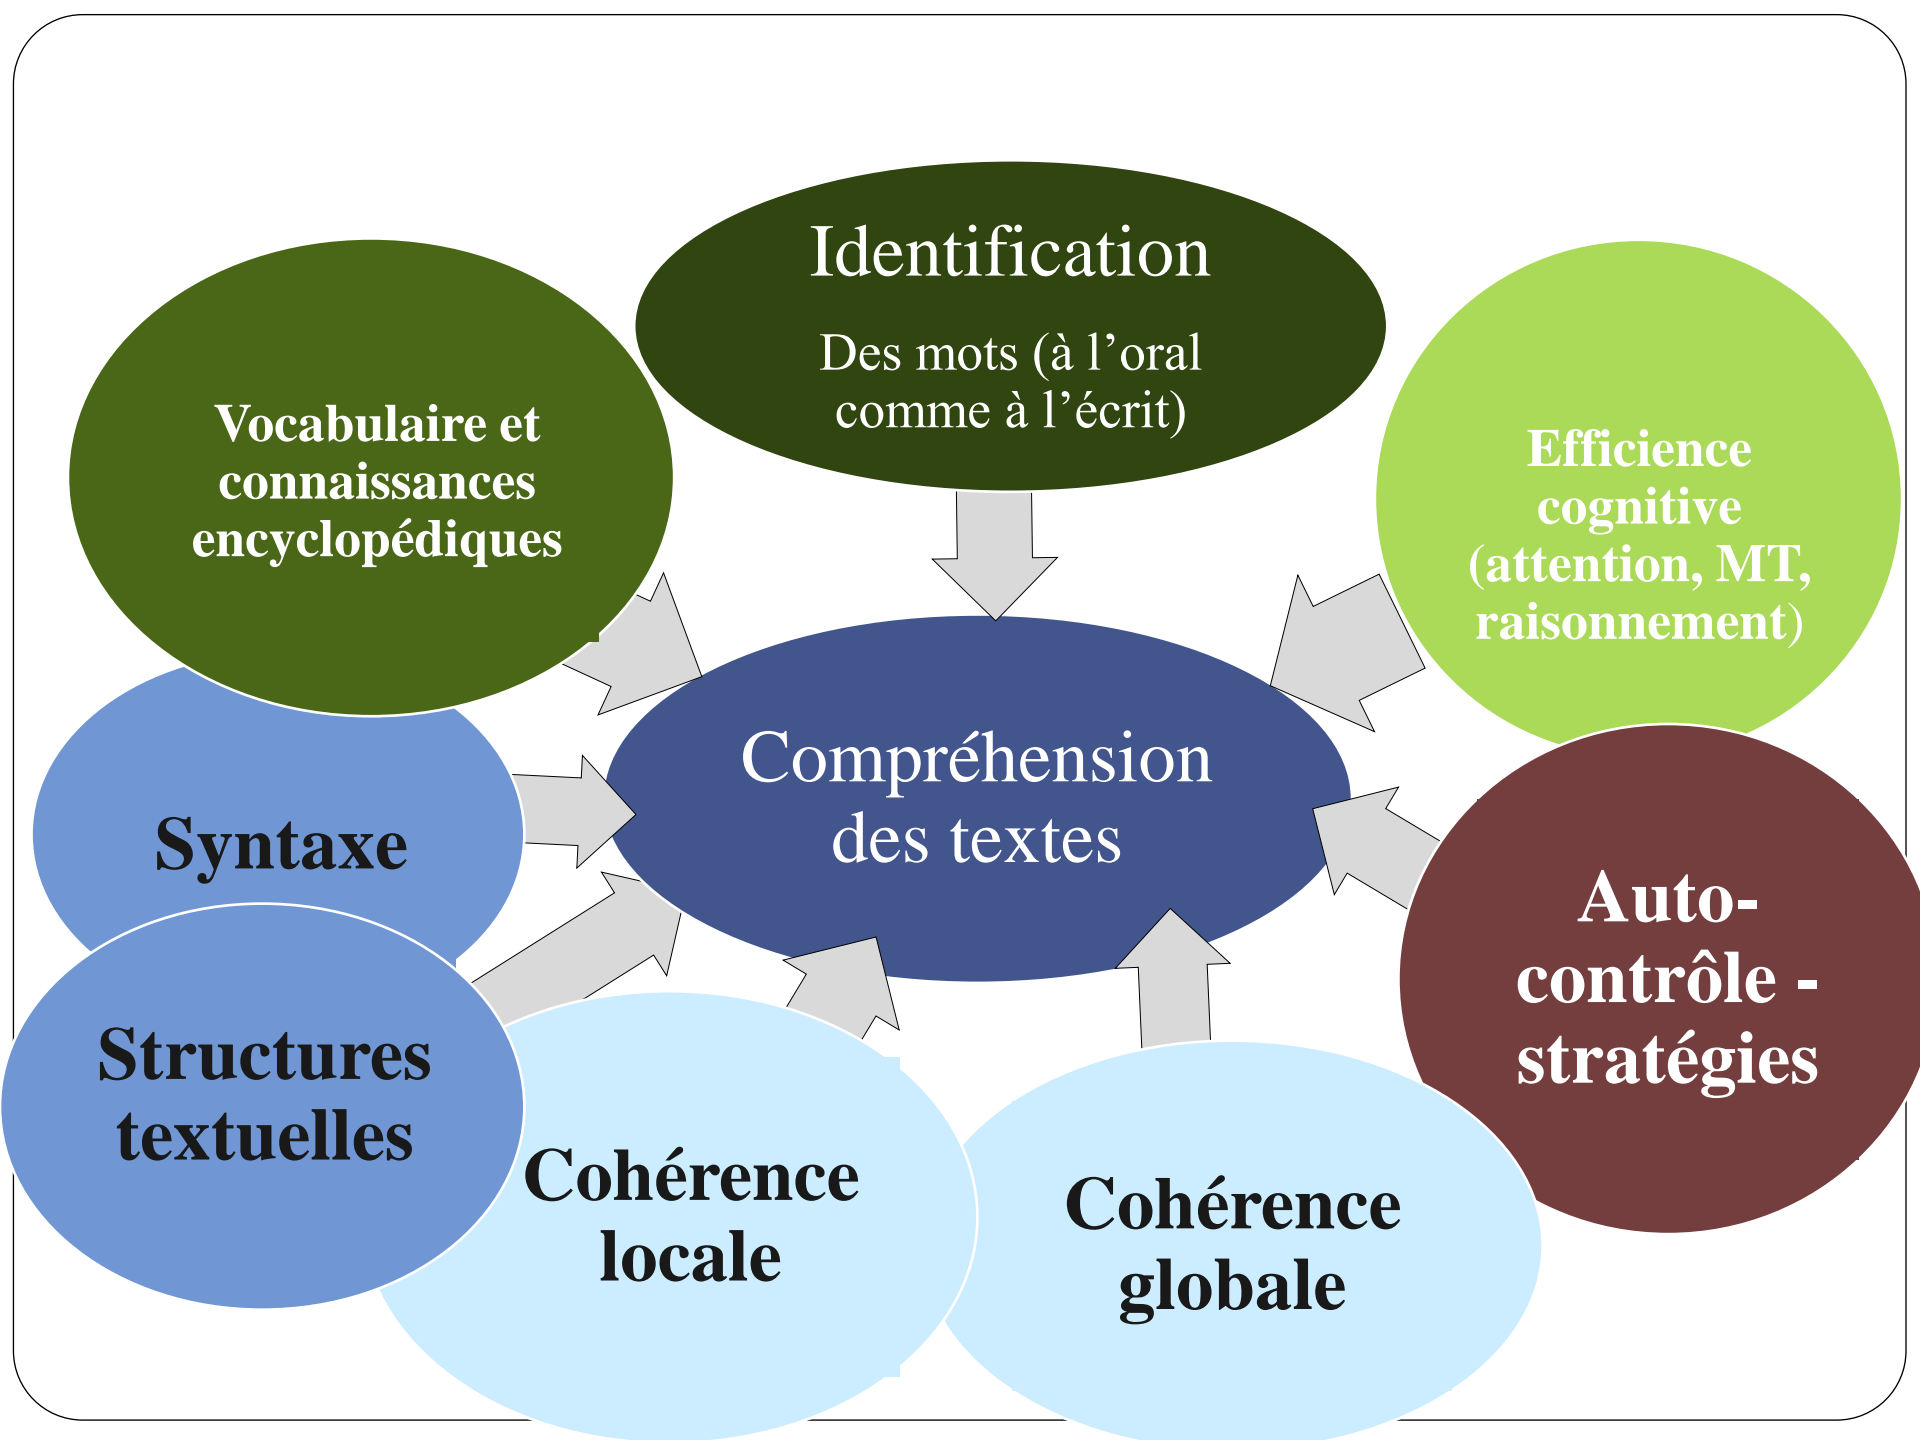 Identification
Des mots (à l’oral
comme à l’écrit)
Vocabulaire et
connaissances
encyclopédiques
Efficience
cognitive
(attention, MT,
raisonnement)
Compréhension
des textes
Syntaxe
Auto-
contrôle -
stratégies
Structures
textuelles
Cohérence
locale
Cohérence
globale